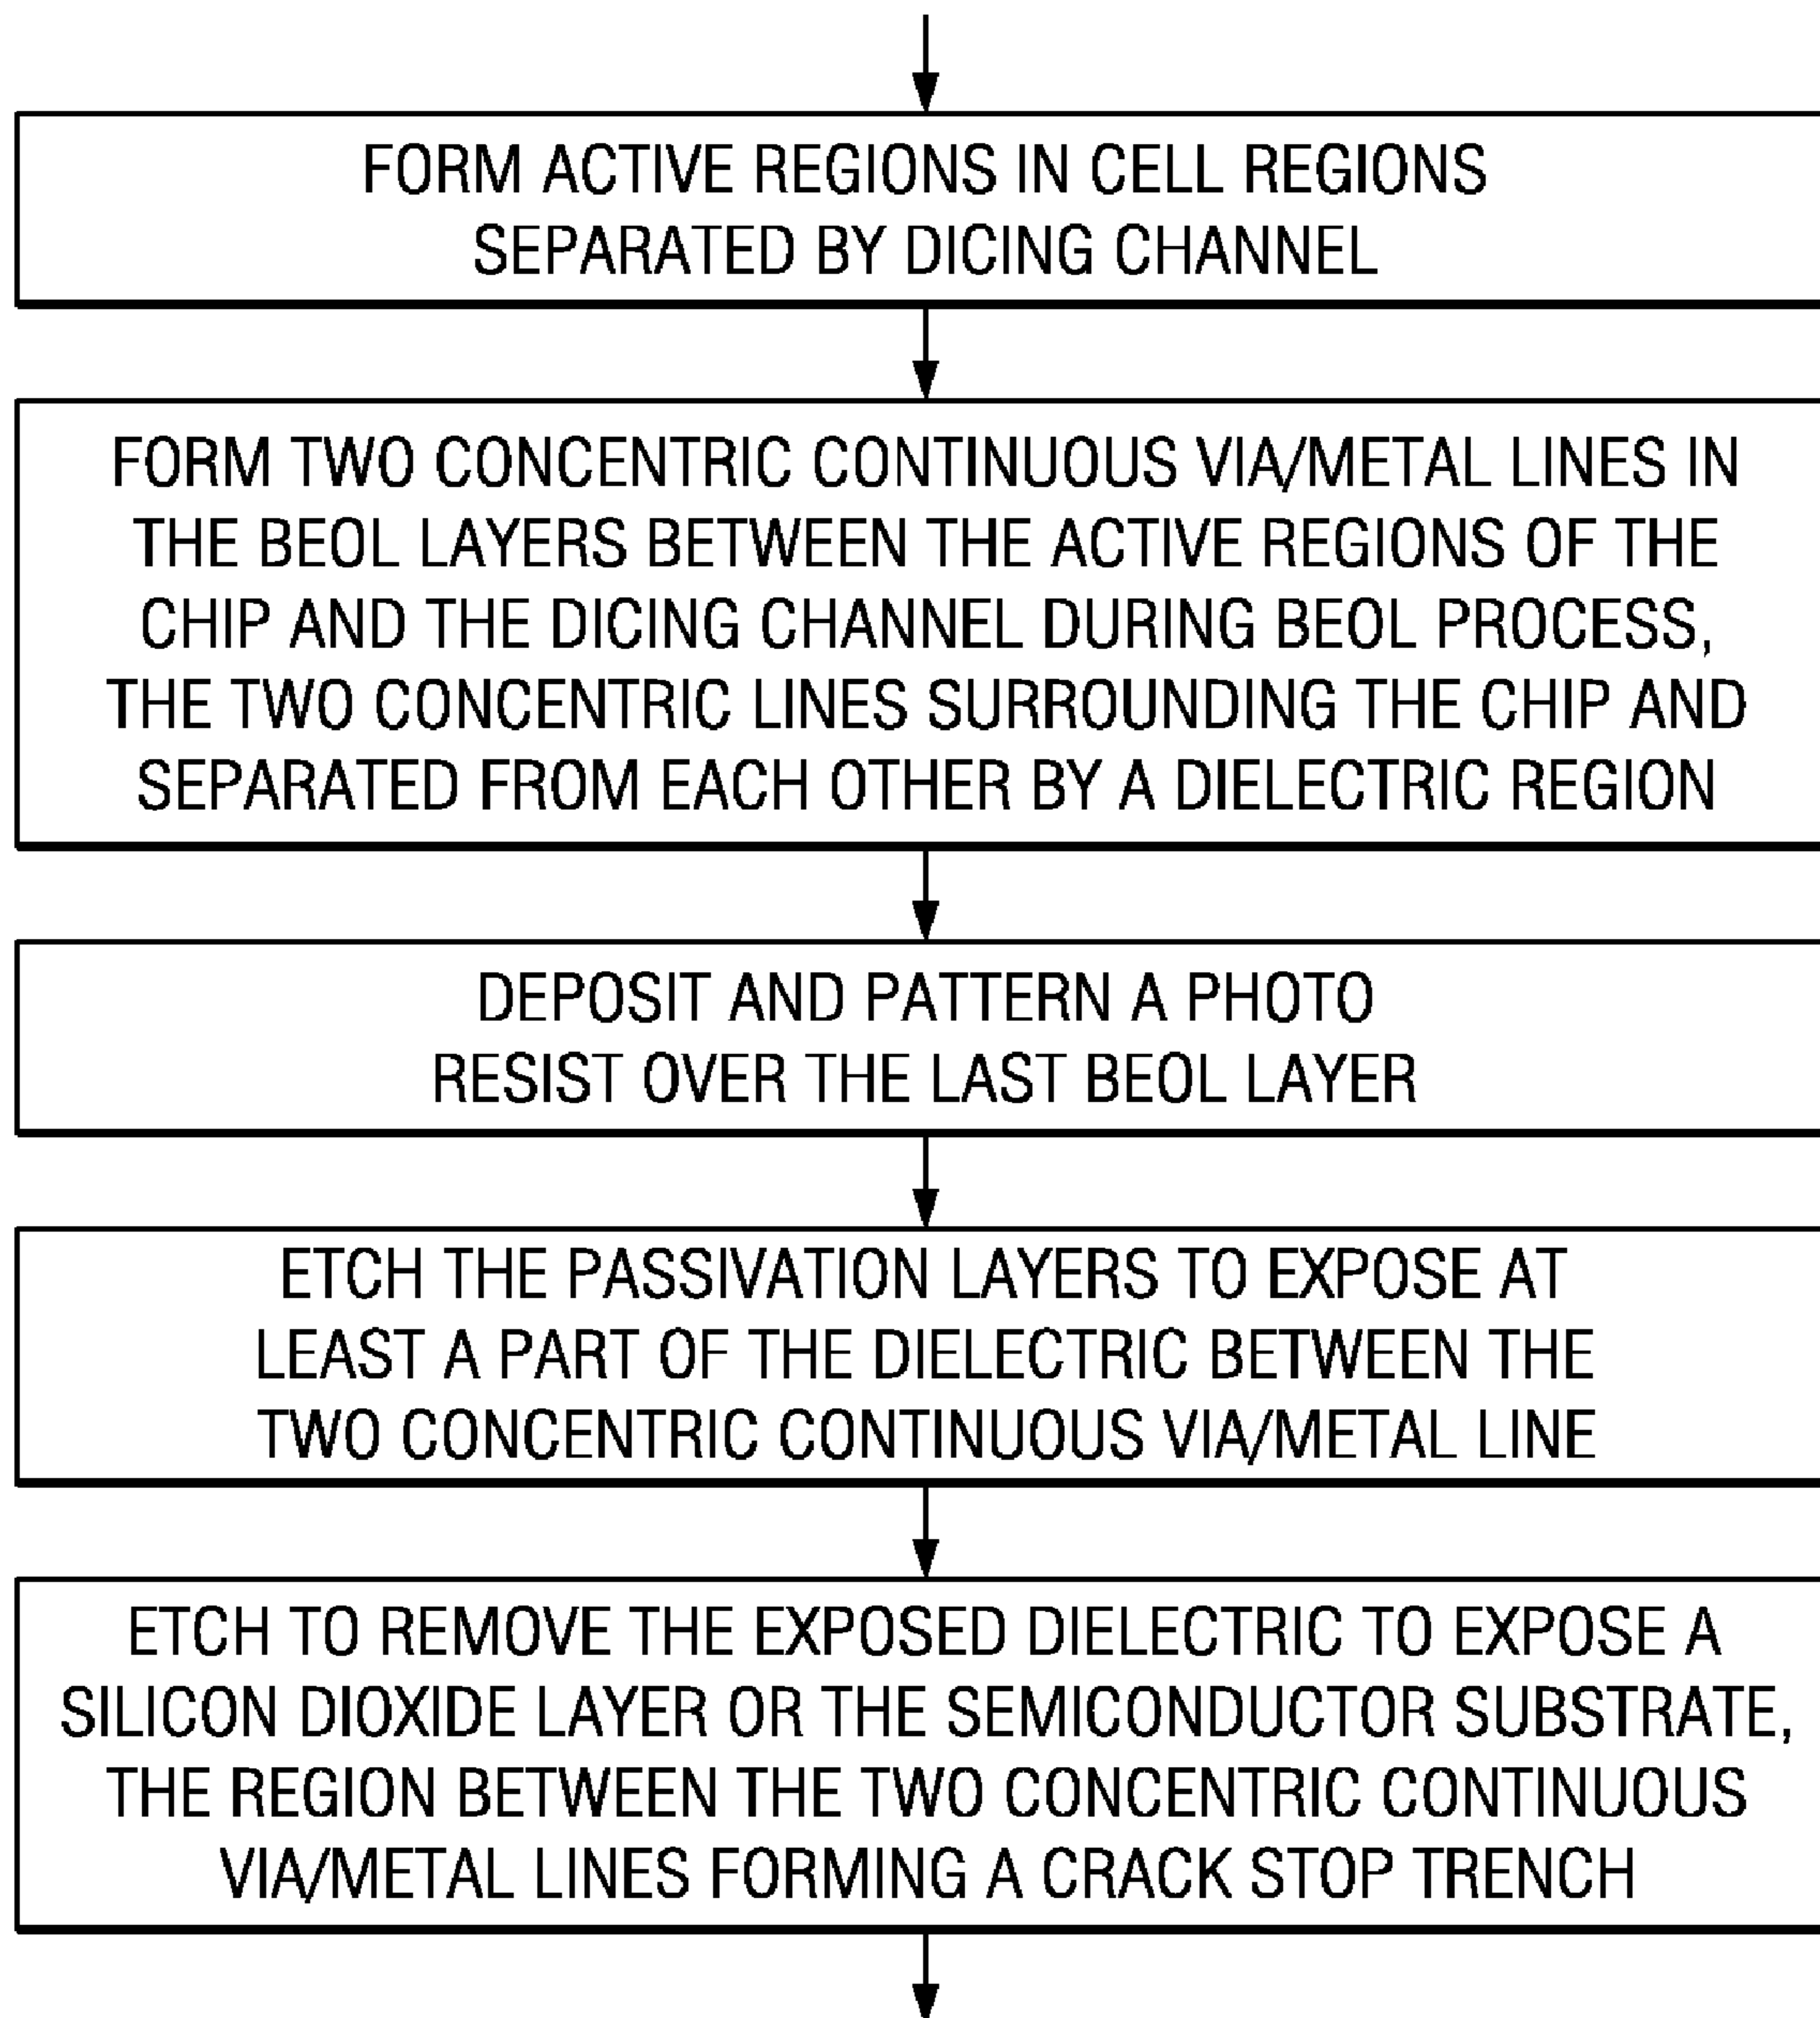 FORM ACTIVE REGIONS IN CELL REGIONS
SEPARATED BY DICING CHANNEL
FORM TWO CONCENTRIC CONTINUOUS VIA/METAL LINES IN
THE BEOL LAYERS BETWEEN THE ACTIVE REGIONS OF THE
CHIP AND THE DICING CHANNEL DURING BEOL PROCESS,
THE TWO CONCENTRIC LINES SURROUNDING THE CHIP AND
SEPARATED FROM EACH OTHER BY A DIELECTRIC REGION
DEPOSIT AND PATTERN A PHOTO
RESIST OVER THE LAST BEOL LAYER
ETCH THE PASSIVATION LAYERS TO EXPOSE AT
LEAST A PART OF THE DIELECTRIC BETWEEN THE
TWO CONCENTRIC CONTINUOUS VIA/METAL LINE
ETCH TO REMOVE THE EXPOSED DIELECTRIC TO EXPOSE A
SILICON DIOXIDE LAYER OR THE SEMICONDUCTOR SUBSTRATE,
THE REGION BETWEEN THE TWO CONCENTRIC CONTINUOUS
VIA/METAL LINES FORMING A CRACK STOP TRENCH